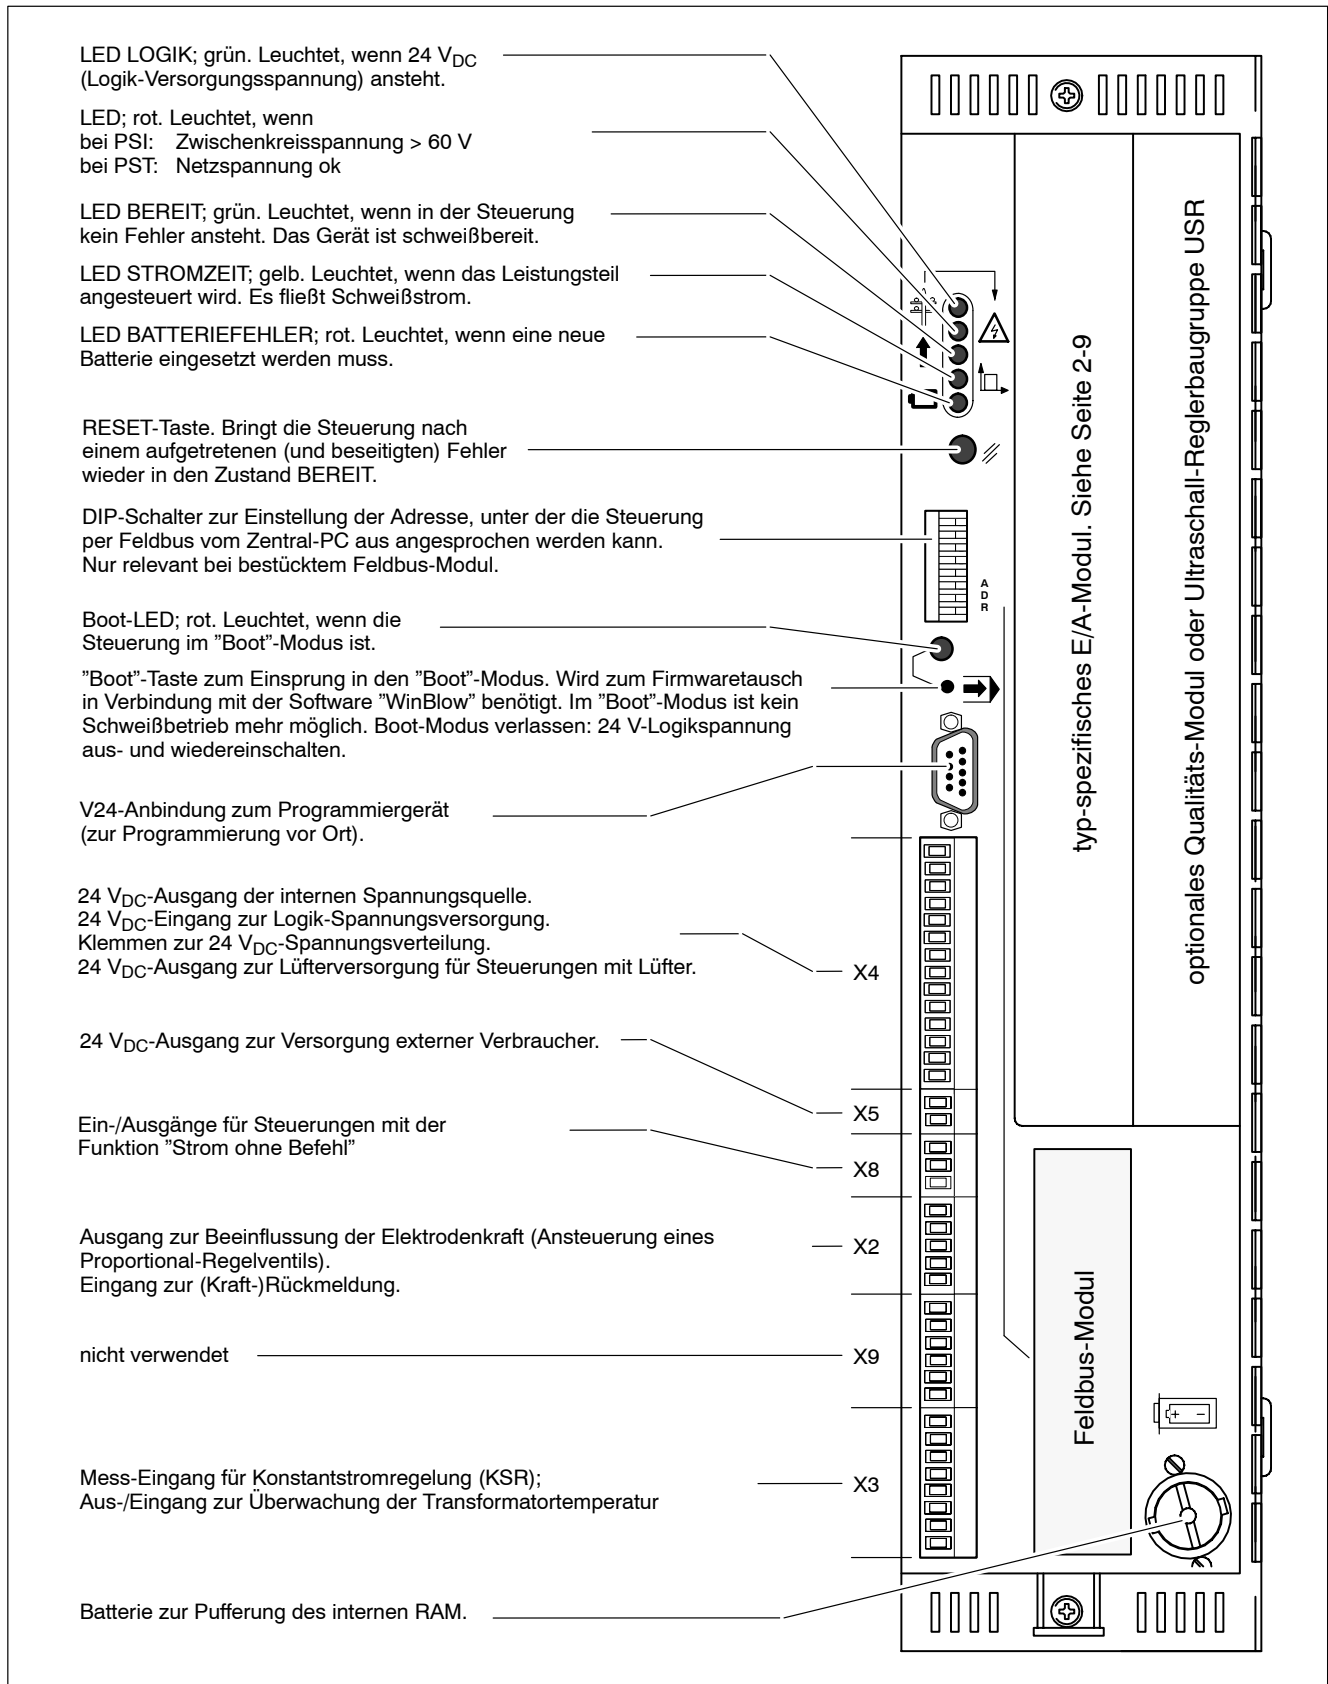 LED LOGIK; grün. Leuchtet, wenn 24 VDC
(Logik-Versorgungsspannung) ansteht.
LED; rot. Leuchtet, wenn
bei PSI: Zwischenkreisspannung > 60 V
bei PST: Netzspannung ok
LED BEREIT; grün. Leuchtet, wenn in der Steuerung
kein Fehler ansteht. Das Gerät ist schweißbereit.
LED STROMZEIT; gelb. Leuchtet, wenn das Leistungsteil
angesteuert wird. Es fließt Schweißstrom.
LED BATTERIEFEHLER; rot. Leuchtet, wenn eine neue
Batterie eingesetzt werden muss.
RESET-Taste. Bringt die Steuerung nach
einem aufgetretenen (und beseitigten) Fehler
wieder in den Zustand BEREIT.
DIP-Schalter zur Einstellung der Adresse, unter der die Steuerung
per Feldbus vom Zentral-PC aus angesprochen werden kann.
Nur relevant bei bestücktem Feldbus-Modul.
ADR
Boot-LED; rot. Leuchtet, wenn die
Steuerung im ”Boot”-Modus ist.
”Boot”-Taste zum Einsprung in den ”Boot”-Modus. Wird zum Firmwaretausch
in Verbindung mit der Software ”WinBlow” benötigt. Im ”Boot”-Modus ist kein
Schweißbetrieb mehr möglich. Boot-Modus verlassen: 24 V-Logikspannung
aus- und wiedereinschalten.
V24-Anbindung zum Programmiergerät
(zur Programmierung vor Ort).
24 VDC-Ausgang der internen Spannungsquelle.
24 VDC-Eingang zur Logik-Spannungsversorgung.
Klemmen zur 24 VDC-Spannungsverteilung.
24 VDC-Ausgang zur Lüfterversorgung für Steuerungen mit Lüfter.
X4
24 VDC-Ausgang zur Versorgung externer Verbraucher.
X5
Ein-/Ausgänge für Steuerungen mit der
Funktion ”Strom ohne Befehl”
X8
Ausgang zur Beeinflussung der Elektrodenkraft (Ansteuerung eines
Proportional-Regelventils).
Eingang zur (Kraft-)Rückmeldung.
X2
nicht verwendet
X9
Mess-Eingang für Konstantstromregelung (KSR);
Aus-/Eingang zur Überwachung der Transformatortemperatur
X3
Batterie zur Pufferung des internen RAM.
typ-spezifisches E/A-Modul. Siehe Seite 2-9
optionales Qualitäts-Modul oder Ultraschall-Reglerbaugruppe USR
Feldbus-Modul
+ −